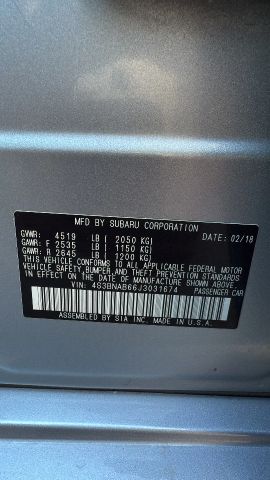 MFD BY SUBARU CORPORATION
GVWR: 4519 LB [ 2050 KG] DATE: 02/18
GAWR: F 2535 LB [ 1150 KG]
GAWR: R 2645 LB [ 1200 KG]
THIS VEHICLE CONFORMS TO ALL APPLICABLE FEDERAL MOTOR
VEHICLE SAFETY, BUMPER, AND THEFT PREVENTION STANDARDS
IN EFFECT ON THE DATE OF MANUFACTURE SHOWN ABOVE.
VIN: 4S3BNAB66J3031674 PASSENGER CAR
ASSEMBLED BY SIA INC. MADE IN U.S.A.